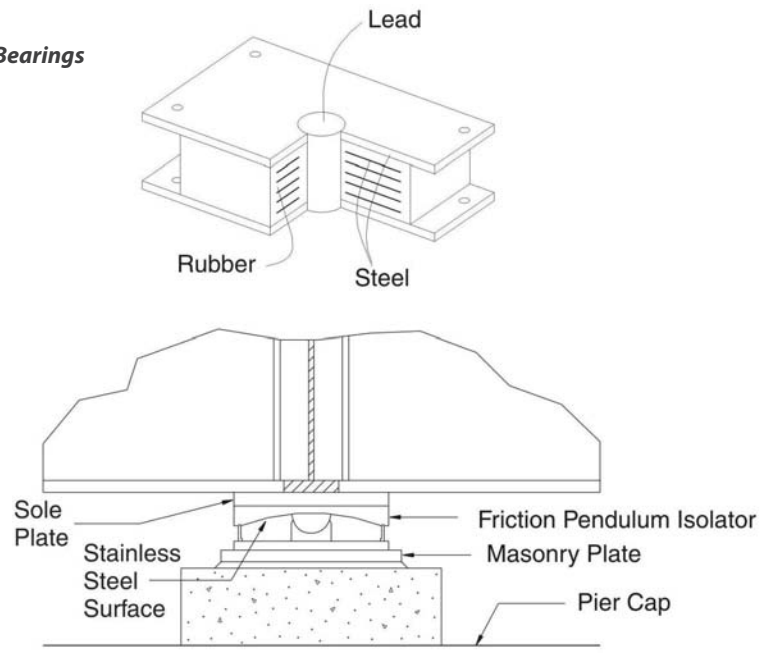 Bearings
Lead
Rubber
Steel
Sole
Plate
Stainless
Steel
Surface
Friction Pendulum Isolator
Masonry Plate
Pier Cap